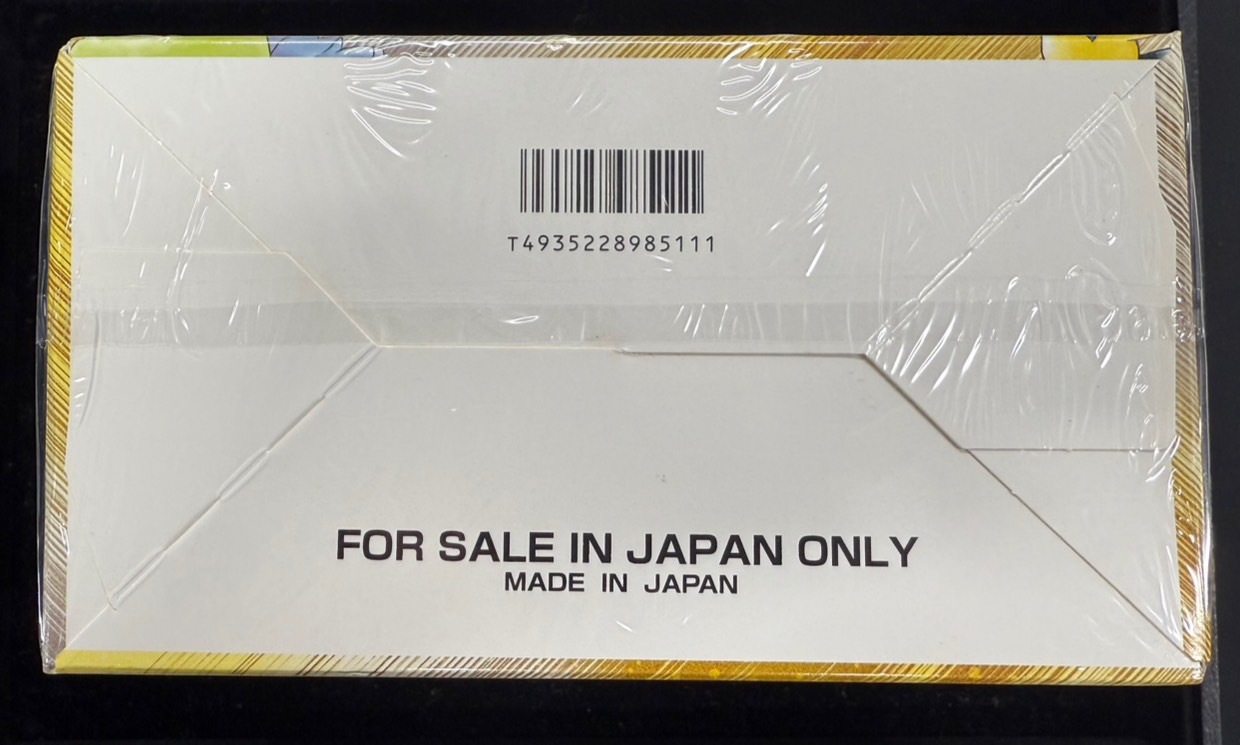 T4935228985111
FOR SALE IN JAPAN ONLY
MADE IN JAPAN